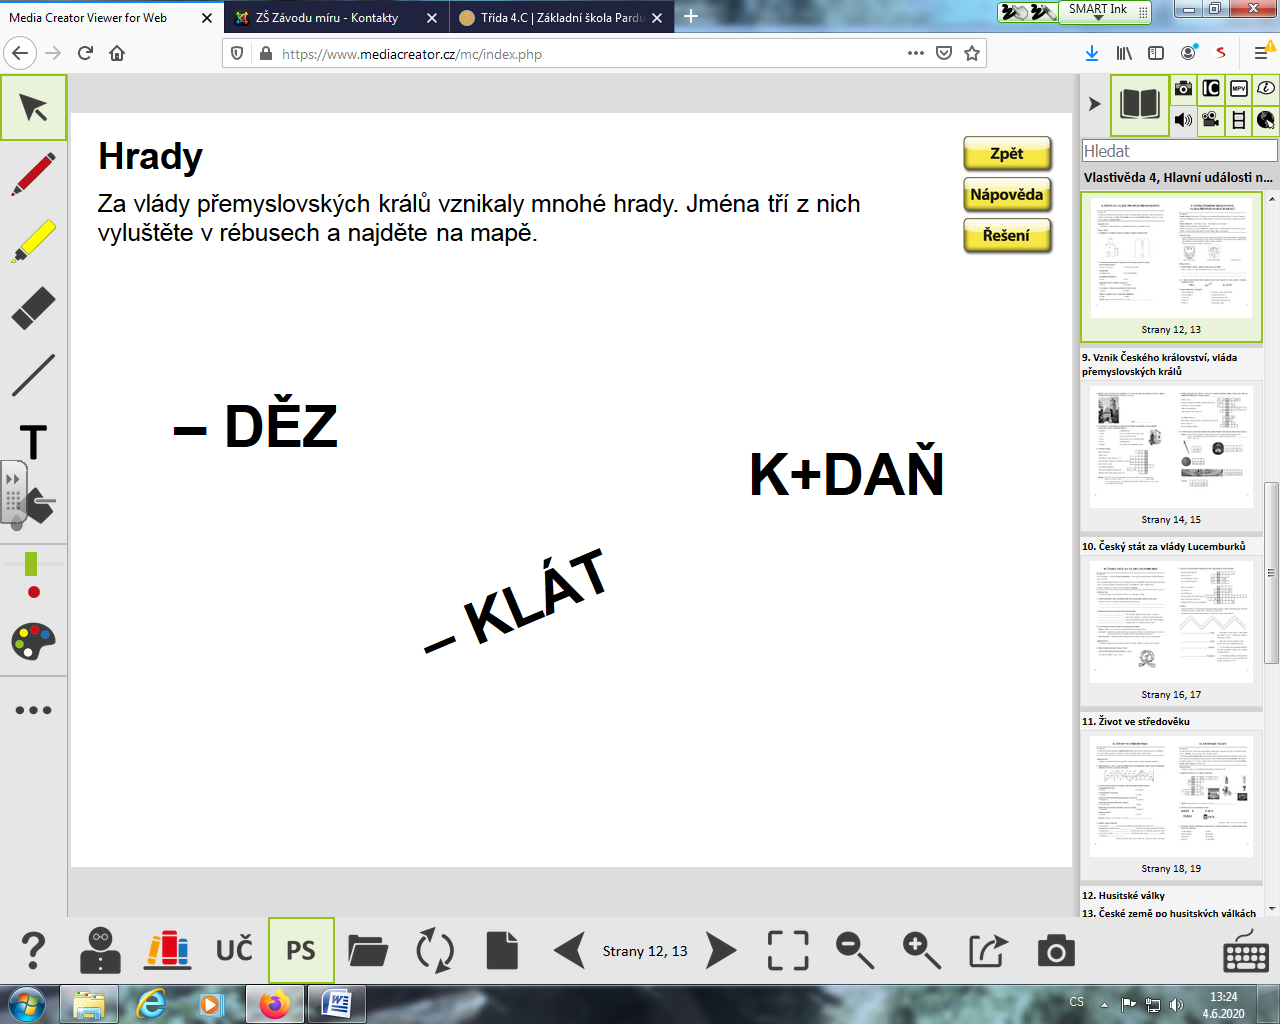 Media Creator Viewer for Web
ZŠ Závodu míru - Kontakty
Třída 4.C | Základní škola Pardu
SMART Ink
https://www.mediacreator.cz/mc/index.php
Hrady
Za vlády přemyslovských králů vznikaly mnohé hrady. Jména tří z nich
vyluštěte v rébusech a najděte na mapě.
Zpět
Nápověda
Řešení
– DĚZ
K+DAŇ
– KLÁT
T
IC
MPV
Hledat
Vlastivěda 4, Hlavní události n...
Strany 12, 13
9. Vznik Českého království, vláda
přemyslovských králů
Strany 14, 15
10. Český stát za vlády Lucemburků
Strany 16, 17
11. Život ve středověku
Strany 18, 19
12. Husitské války
13. České země po husitských válkách
?
UČ
PS
Strany 12, 13
CS
13:24
4.6.2020